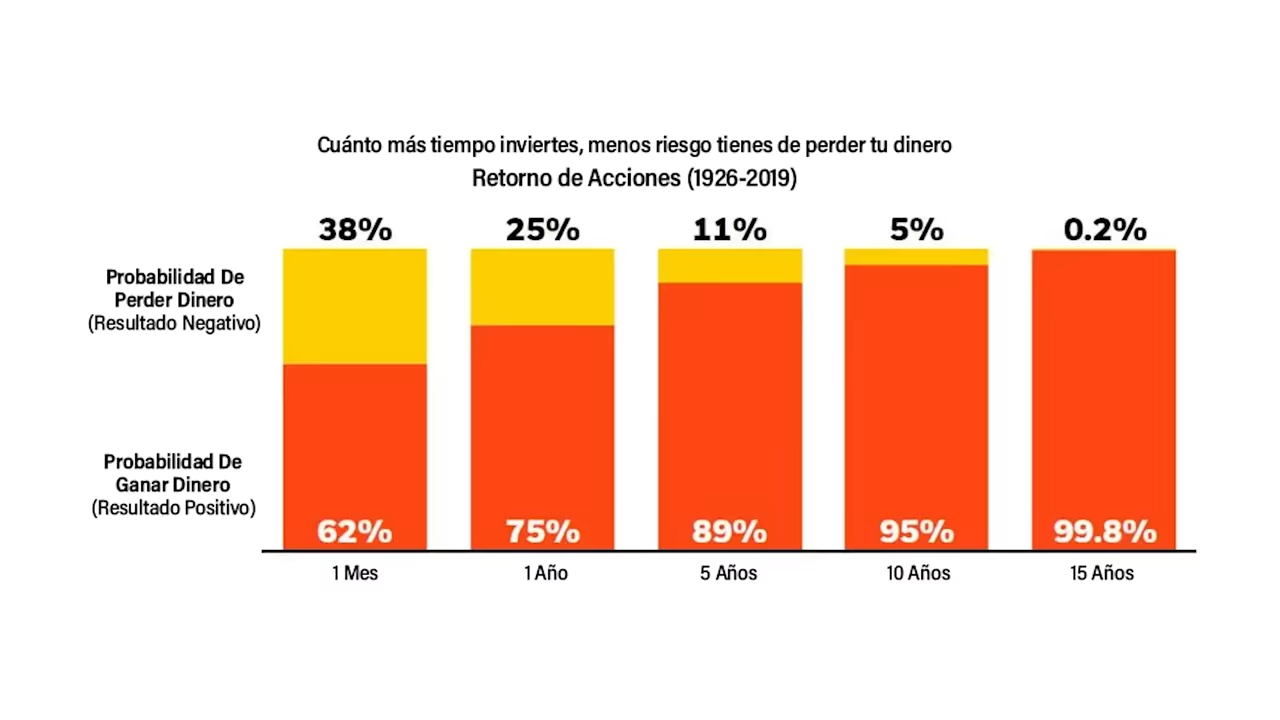 Cuánto más tiempo inviertes, menos riesgo tienes de perder tu dinero
Retorno de Acciones (1926-2019)
38%
25%
11%
5%
0.2%
Probabilidad De
Perder Dinero
(Resultado Negativo)
Probabilidad De
Ganar Dinero
(Resultado Positivo)
62%
75%
89%
95%
99.8%
1 Mes
1 Año
5 Años
10 Años
15 Años